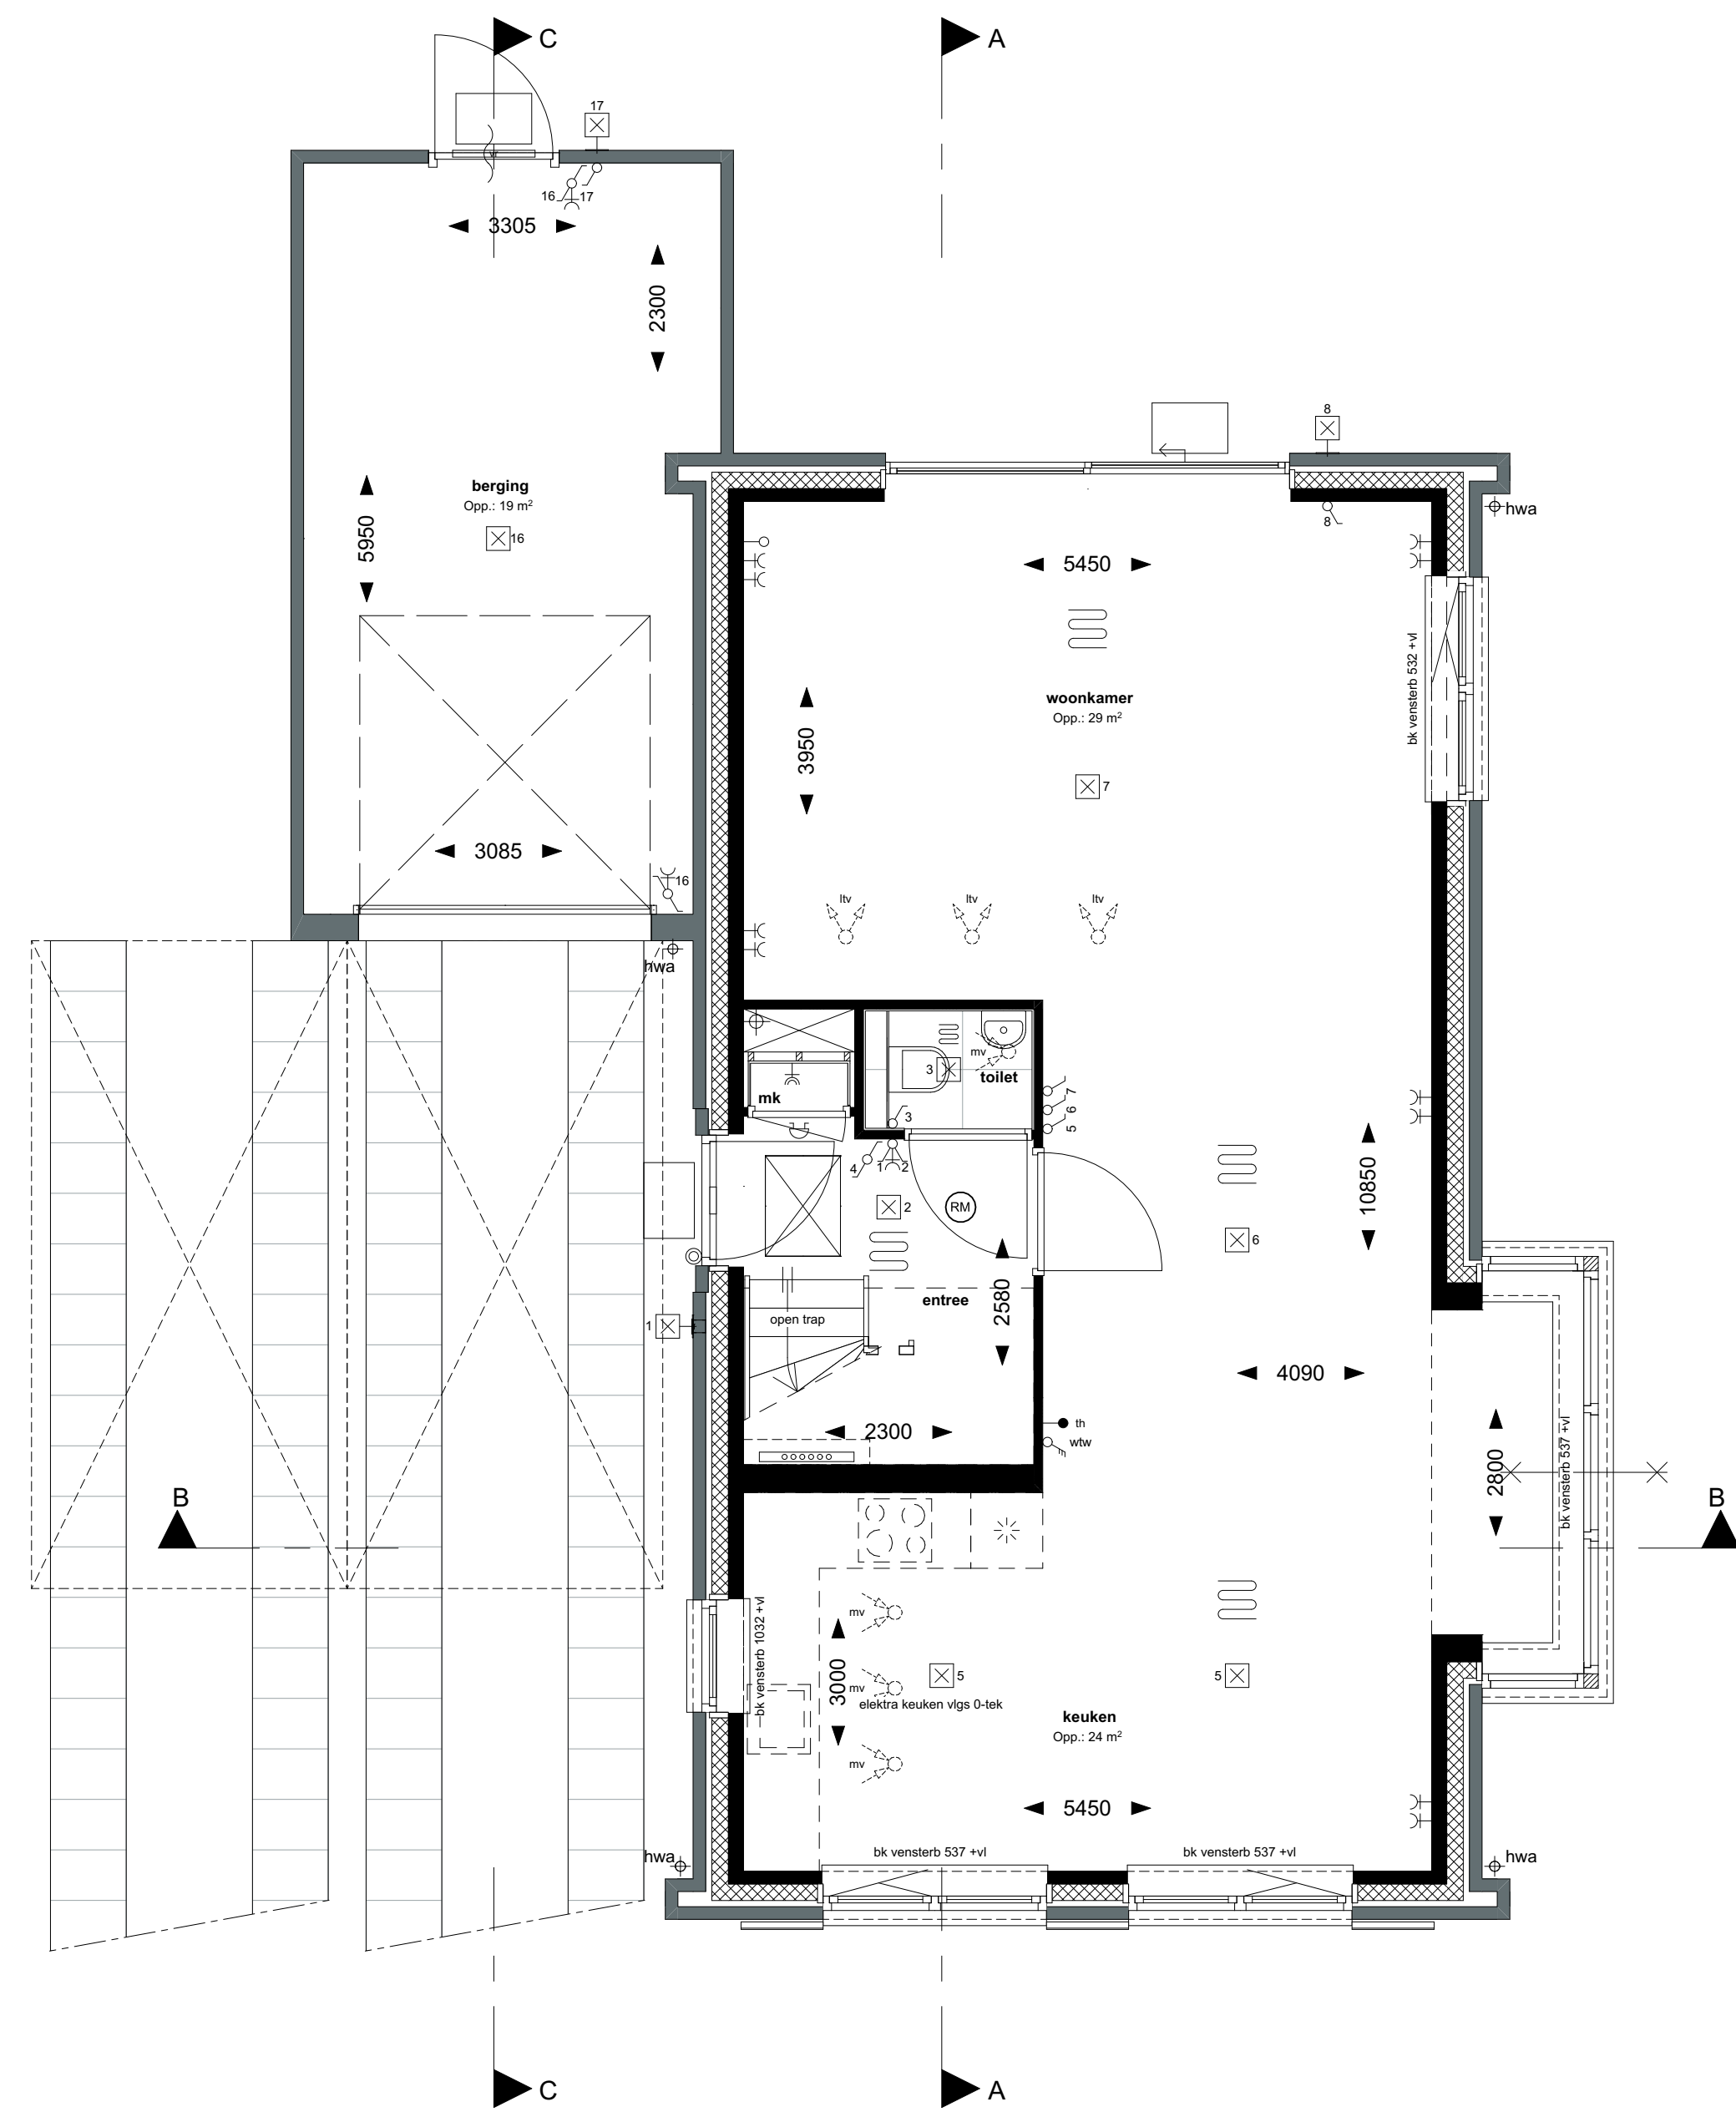 C
A
17
vr
16
17
3305
2300
8
berging
Opp.: 19 m²
16
5950
hwa
8
5450
bk vensterb 532 +vl
woonkamer
Opp.: 29 m²
3950
7
3085
16
ltv
ltv
ltv
hwa
mv
3
toilet
mk
7
6
5
3
4
1
2
2
RM
10850
6
2580
entree
1
open trap
4090
2300
th
wtw
2800
bk vensterb 537 +vl
B
B
bk vensterb 1032 +vl
mv
3000
mv
5
5
elektra keuken vlgs 0-tek
keuken
Opp.: 24 m²
mv
5450
hwa
bk vensterb 537 +vl
bk vensterb 537 +vl
hwa
C
A